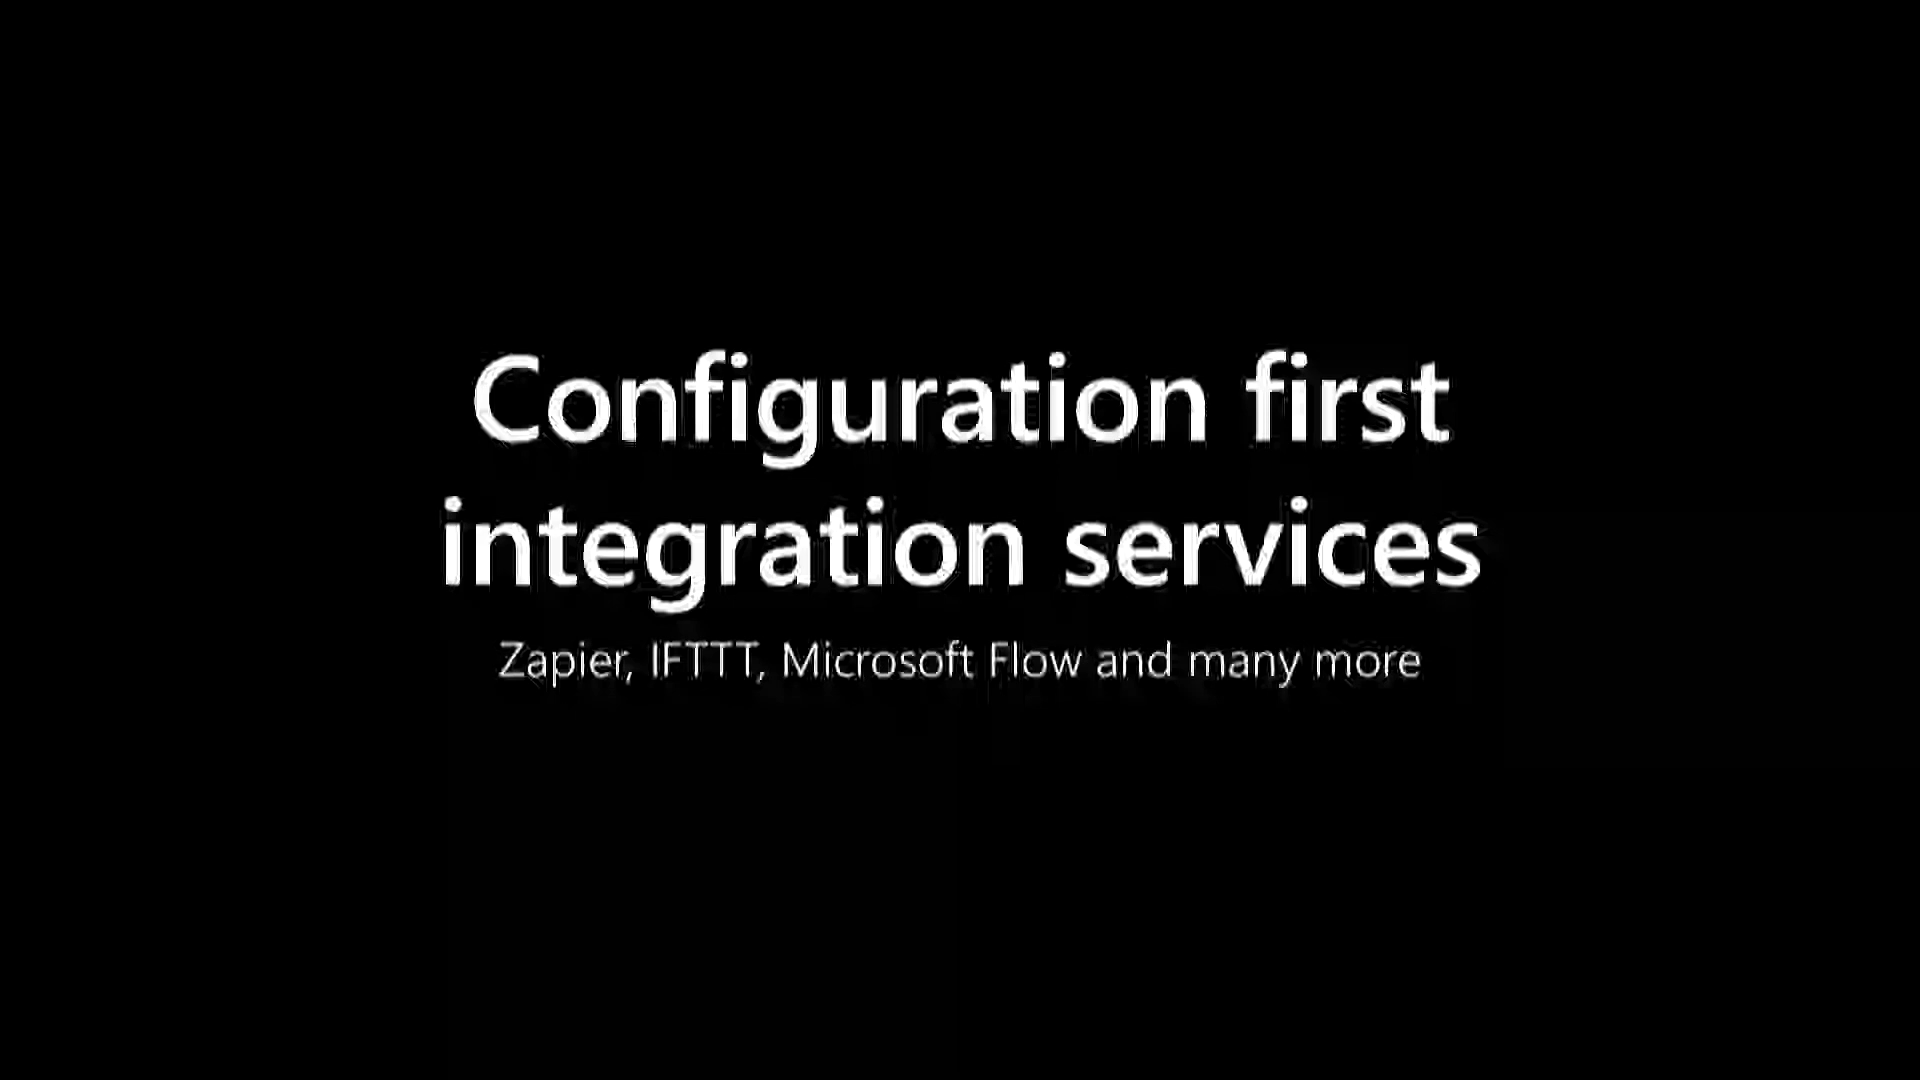 Configuration first
integration services
Zapier, IFTTT, Microsoft Flow and many more